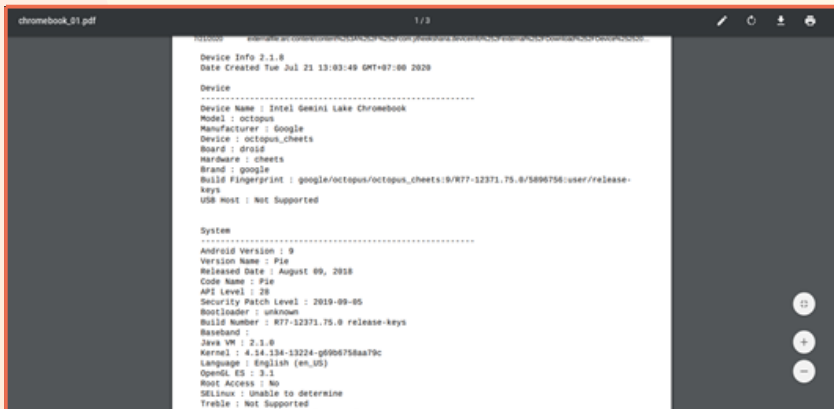 chromebook_01.pdf
1 / 3
7/21/2020
Device Info 2.1.8
Date Created Tue Jul 21 13:03:49 GMT+07:00 2020
Device
--------------------------------------------------------
Device Name : Intel Gemini Lake Chromebook
Model : octopus
Manufacturer : Google
Device : octopus_cheets
Board : droid
Hardware : cheets
Brand : google
Build Fingerprint : google/octopus/octopus_cheets:9/R77-12371.75.0/5896756:user/release-
keys
USB Host : Not Supported
System
--------------------------------------------------------
Android Version : 9
Version Name : Pie
Released Date : August 09, 2018
Code Name : Pie
API Level : 28
Security Patch Level : 2019-09-05
Bootloader : unknown
Build Number : R77-12371.75.0 release-keys
Baseband :
Java VM : 2.1.0
Kernel : 4.14.134-13224-g69b6758aa79c
Language : English (en_US)
OpenGL ES : 3.1
Root Access : No
SELinux : Unable to determine
Treble : Not Supported